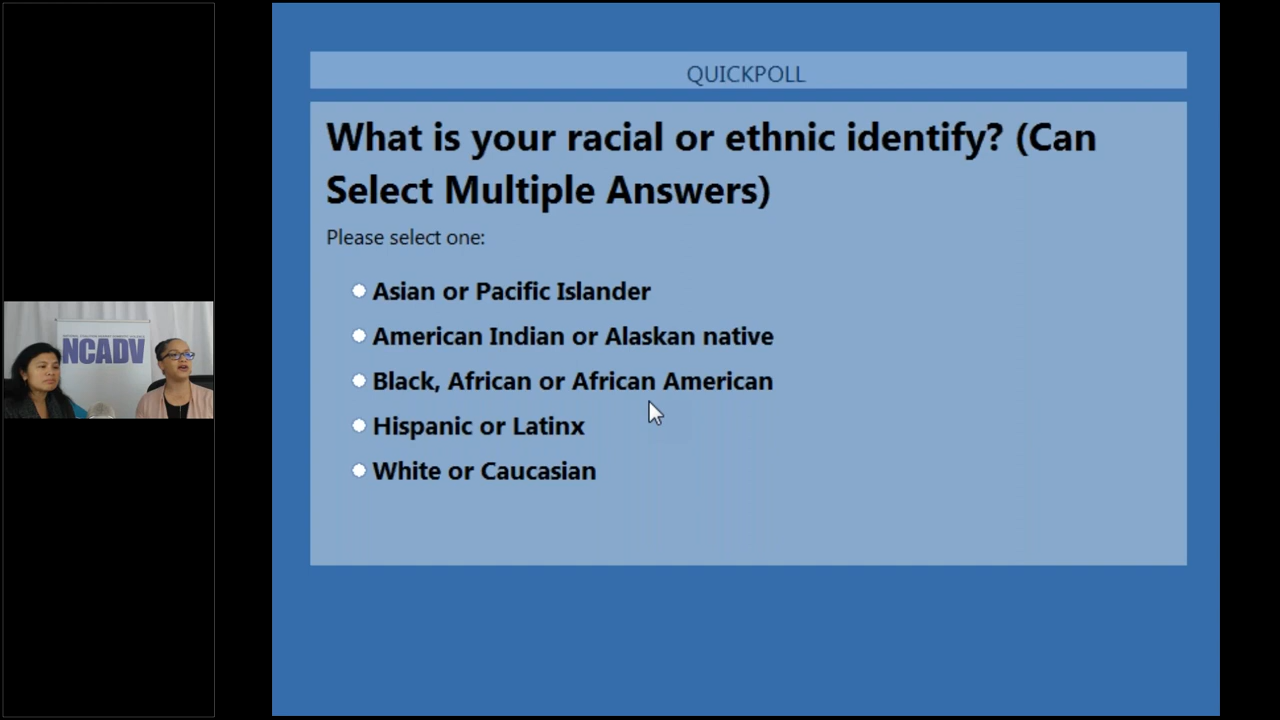 QUICKPOLL
What is your racial or ethnic identify? (Can
Select Multiple Answers)
Please select one:
Asian or Pacific Islander
American Indian or Alaskan native
Black, African or African American
Hispanic or Latinx
White or Caucasian
NCADV